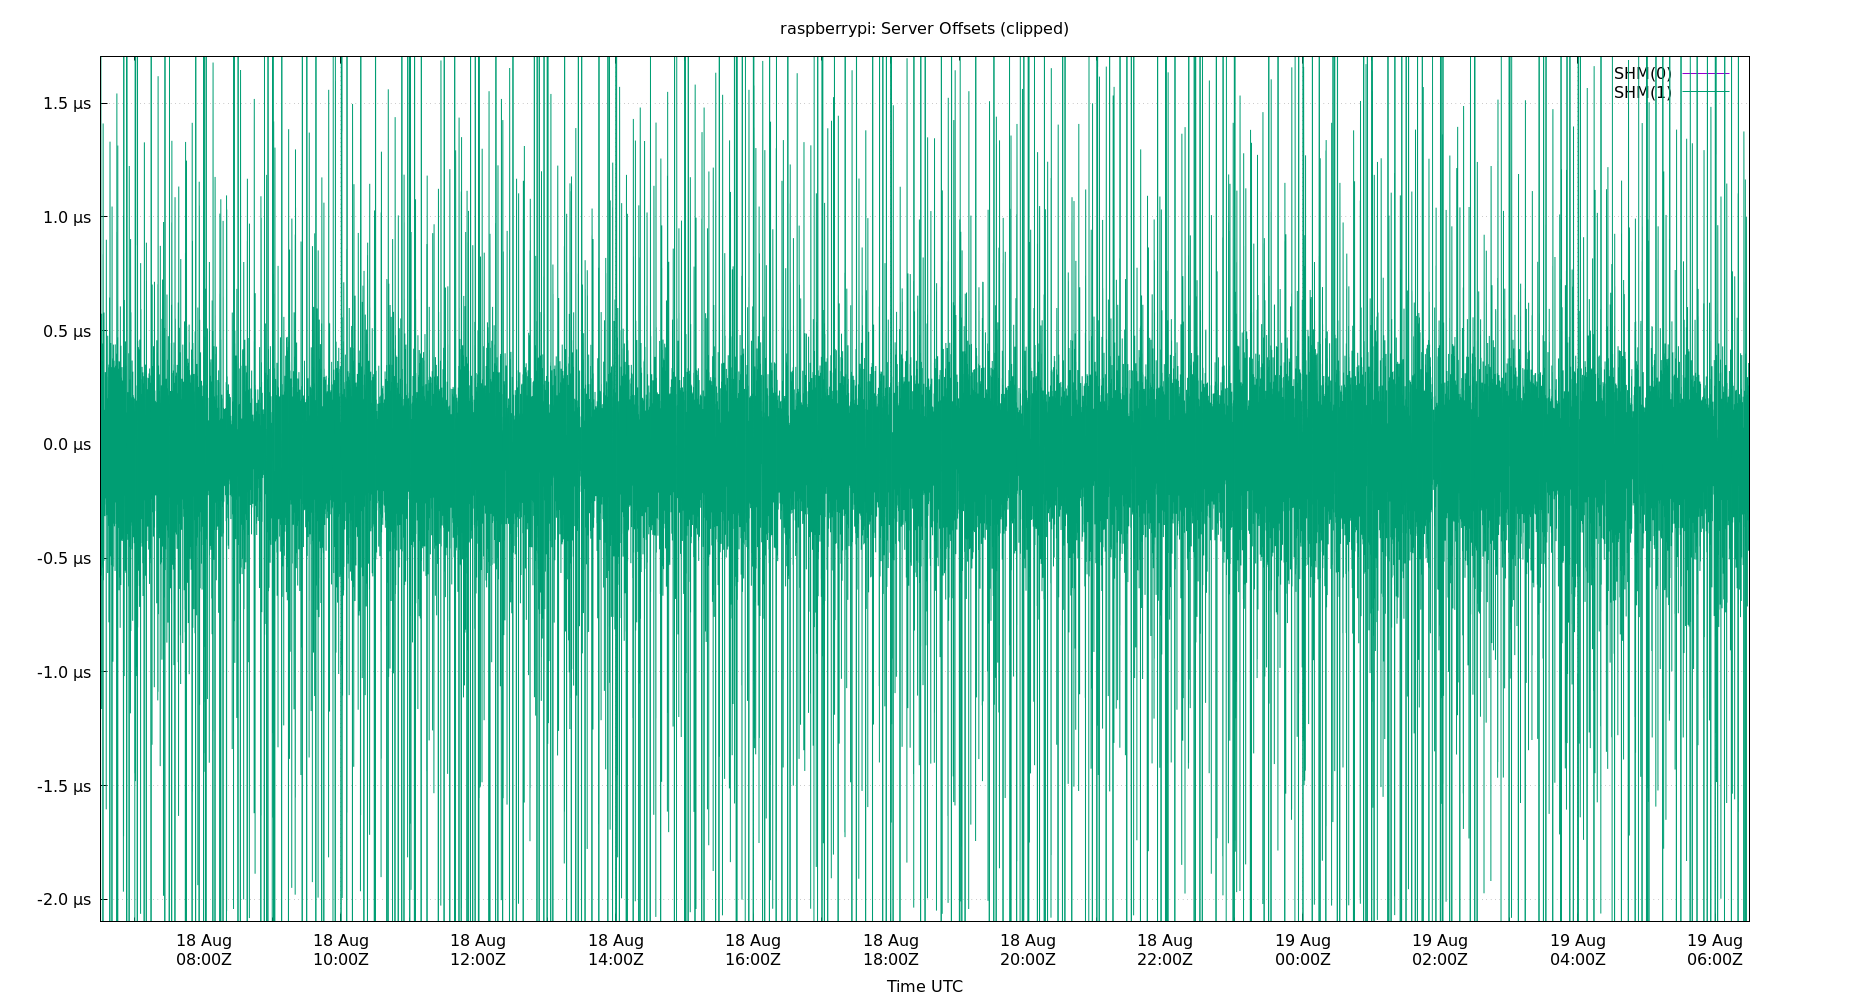 raspberrypi: Server Offsets (clipped)
SHM(0)
SHM(1)
1.5 µs
1.0 µs
0.5 µs
0.0 µs
-0.5 µs
-1.0 µs
-1.5 µs
-2.0 µs
18 Aug 18 Aug 18 Aug 18 Aug 18 Aug 18 Aug 18 Aug 18 Aug 19 Aug 19 Aug 19 Aug 19 Aug
08:00Z 10:00Z 12:00Z 14:00Z 16:00Z 18:00Z 20:00Z 22:00Z 00:00Z 02:00Z 04:00Z 06:00Z
Time UTC